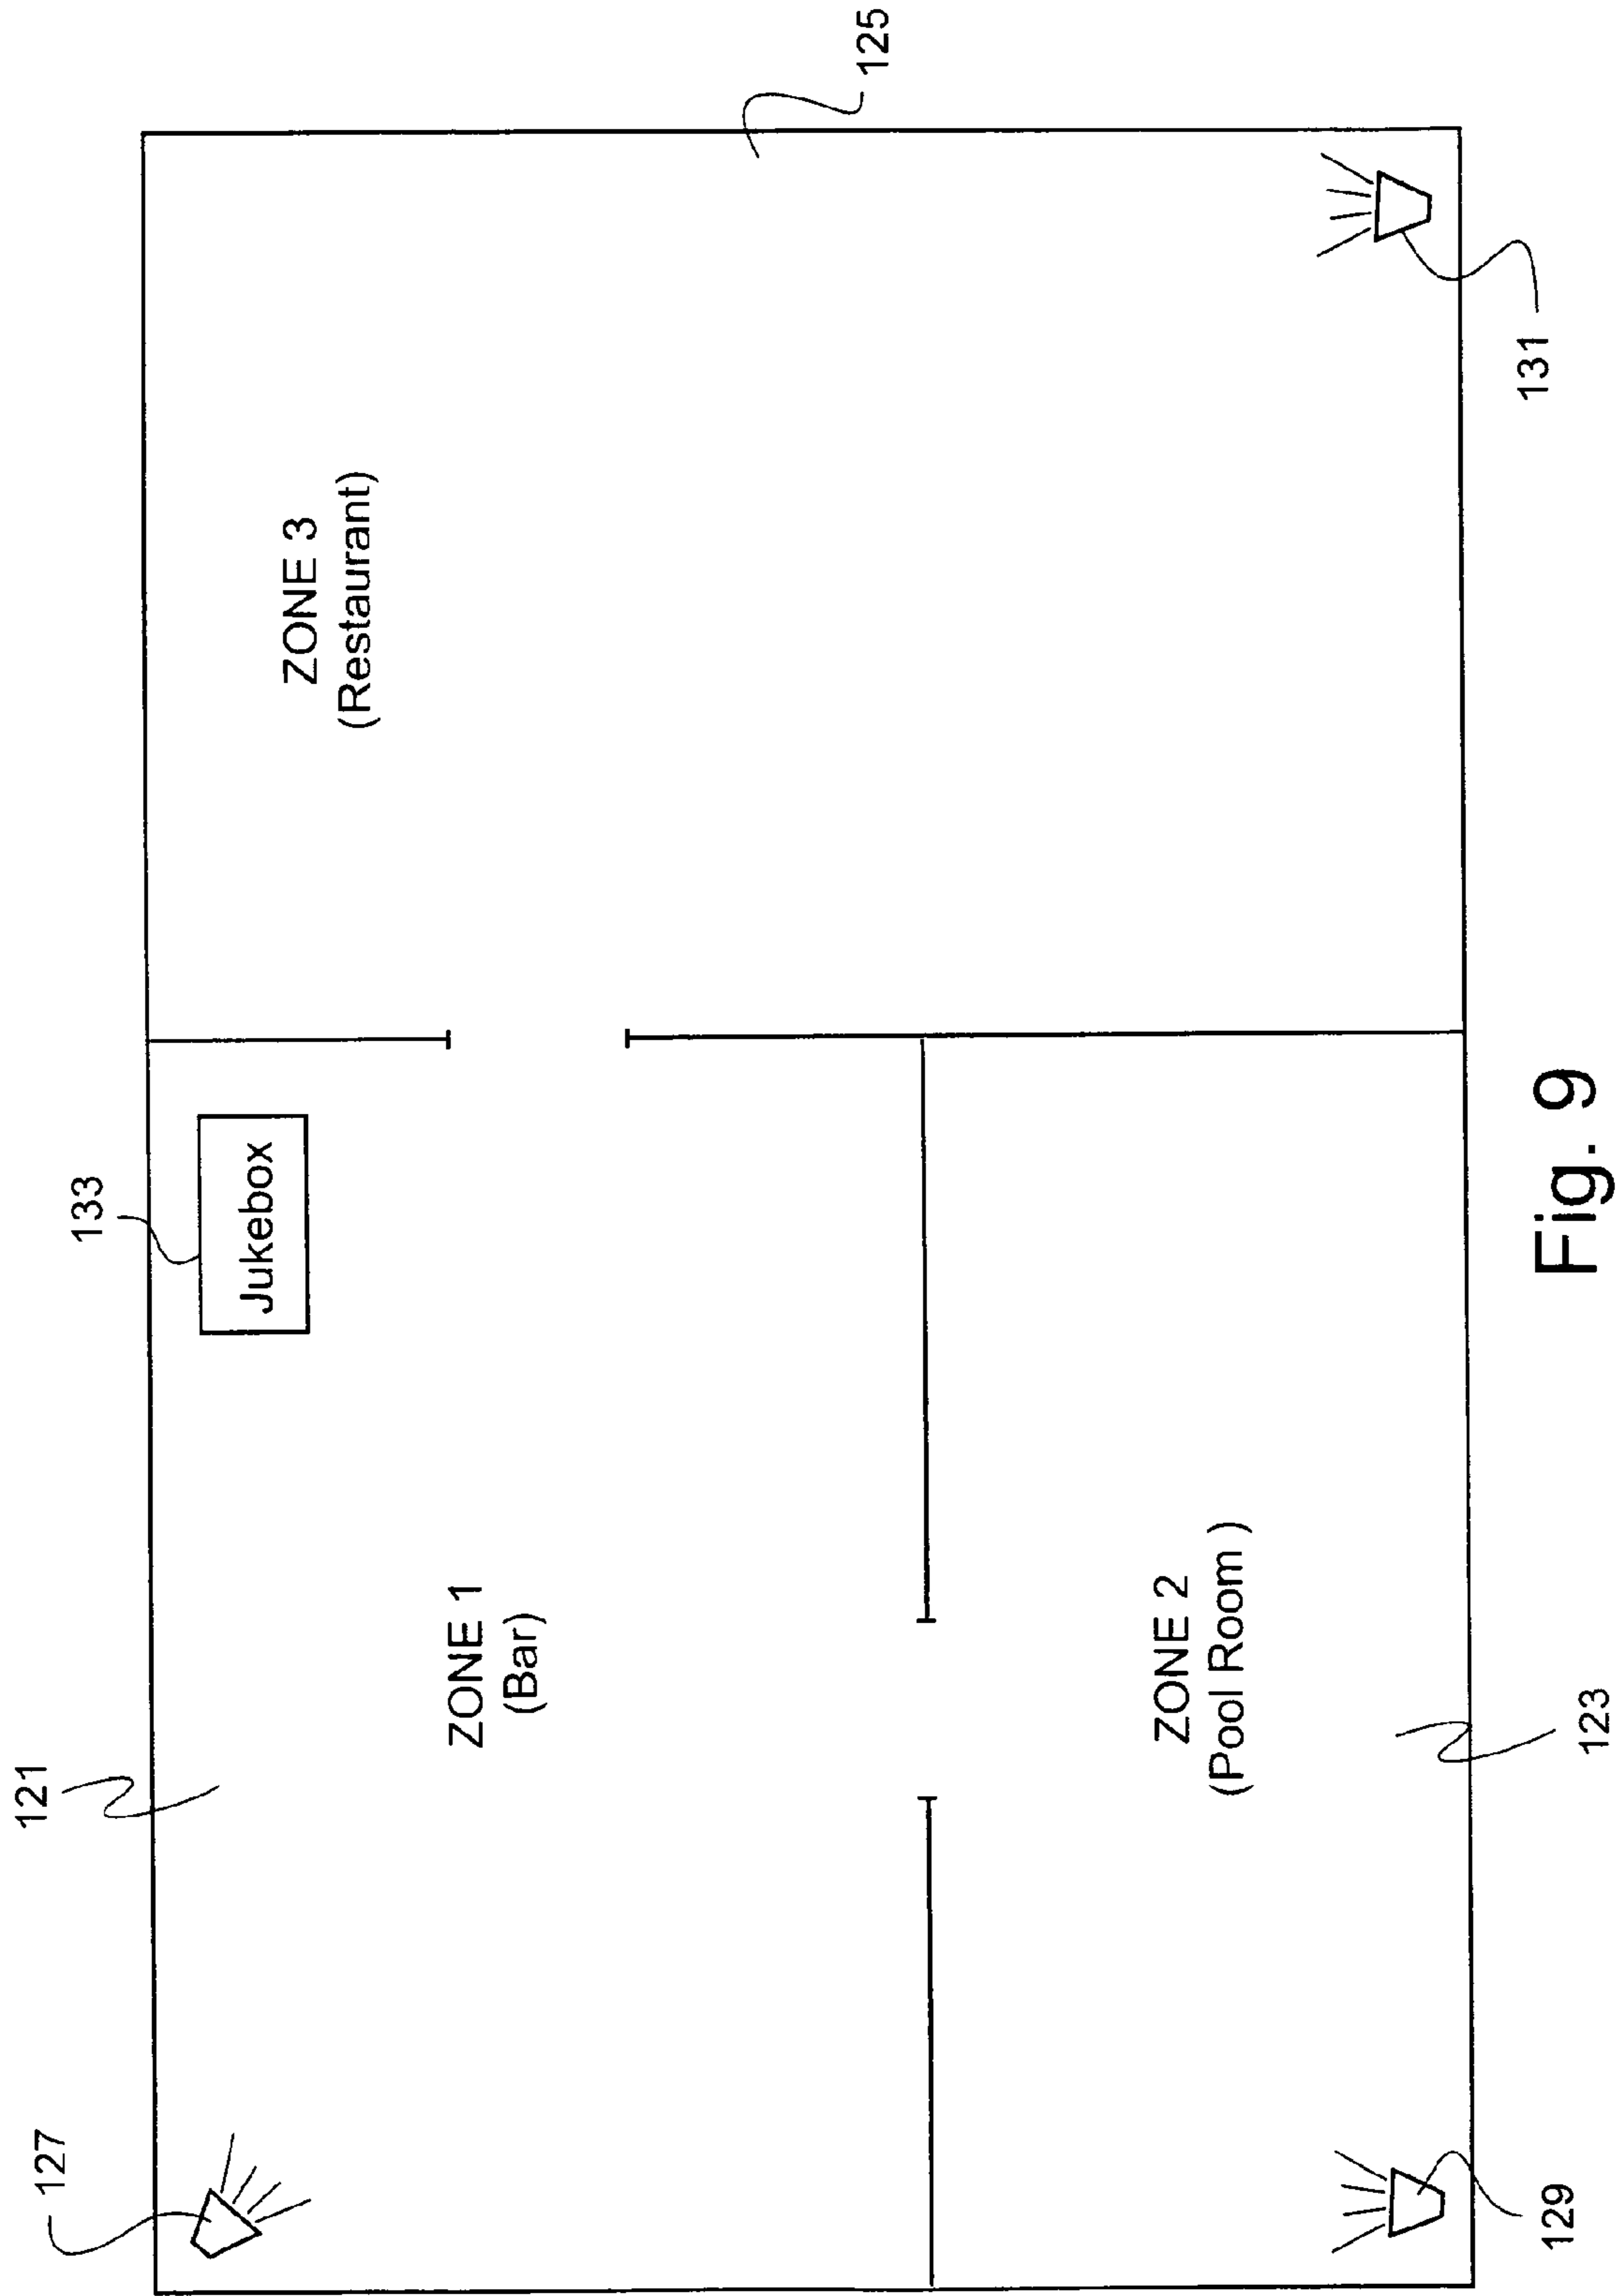 127
121
133
Jukebox
ZONE 1
(Bar)
ZONE 3
(Restaurant)
125
ZONE 2
(Pool Room )
129
123
131
Fig. 9